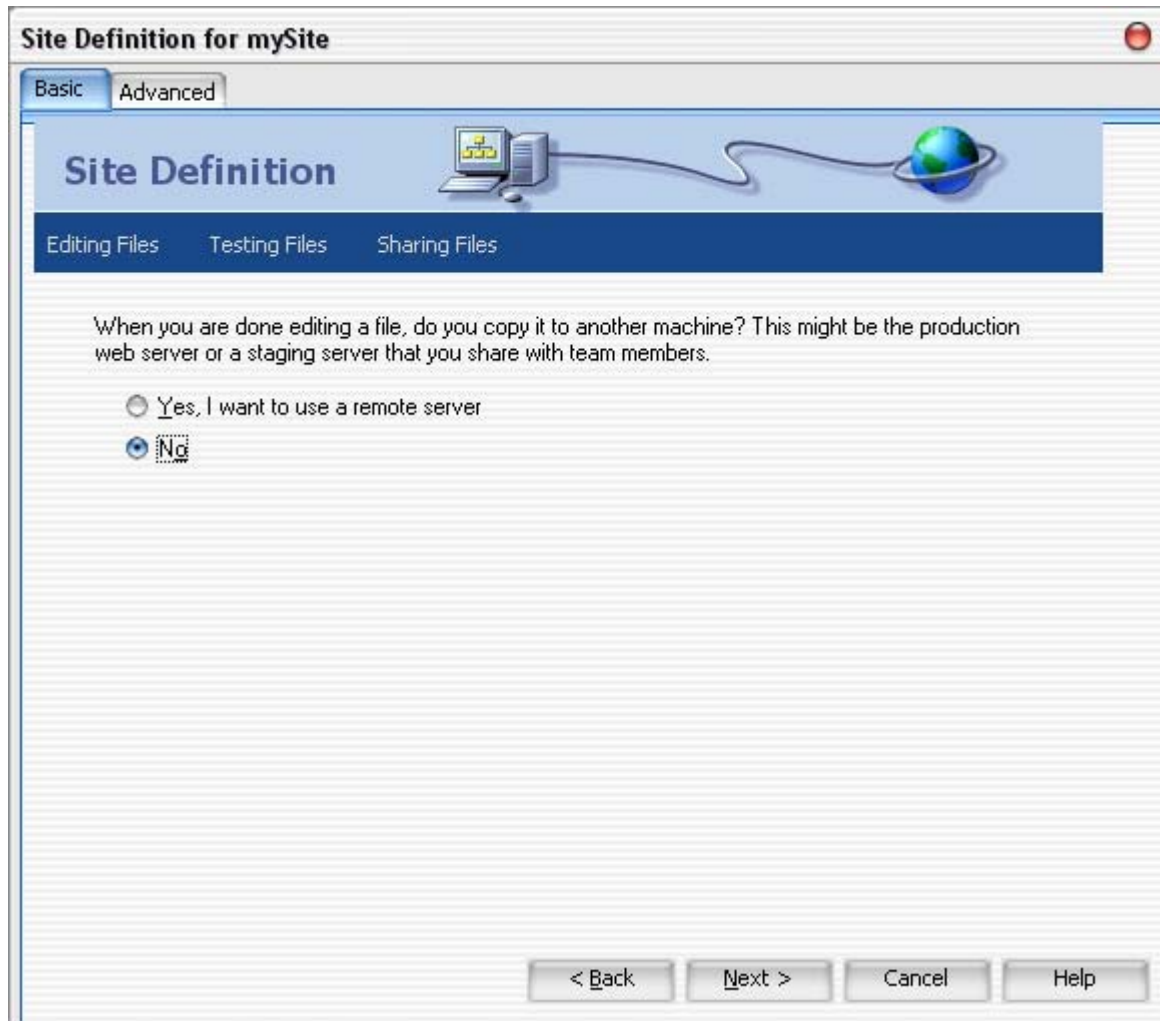 Site Definition for mySite
Basic Advanced
Site Definition
Editing Files Testing Files Sharing Files
When you are done editing a file, do you copy it to another machine? This might be the production
web server or a staging server that you share with team members.
Yes, I want to use a remote server
No
< Back Next > Cancel Help